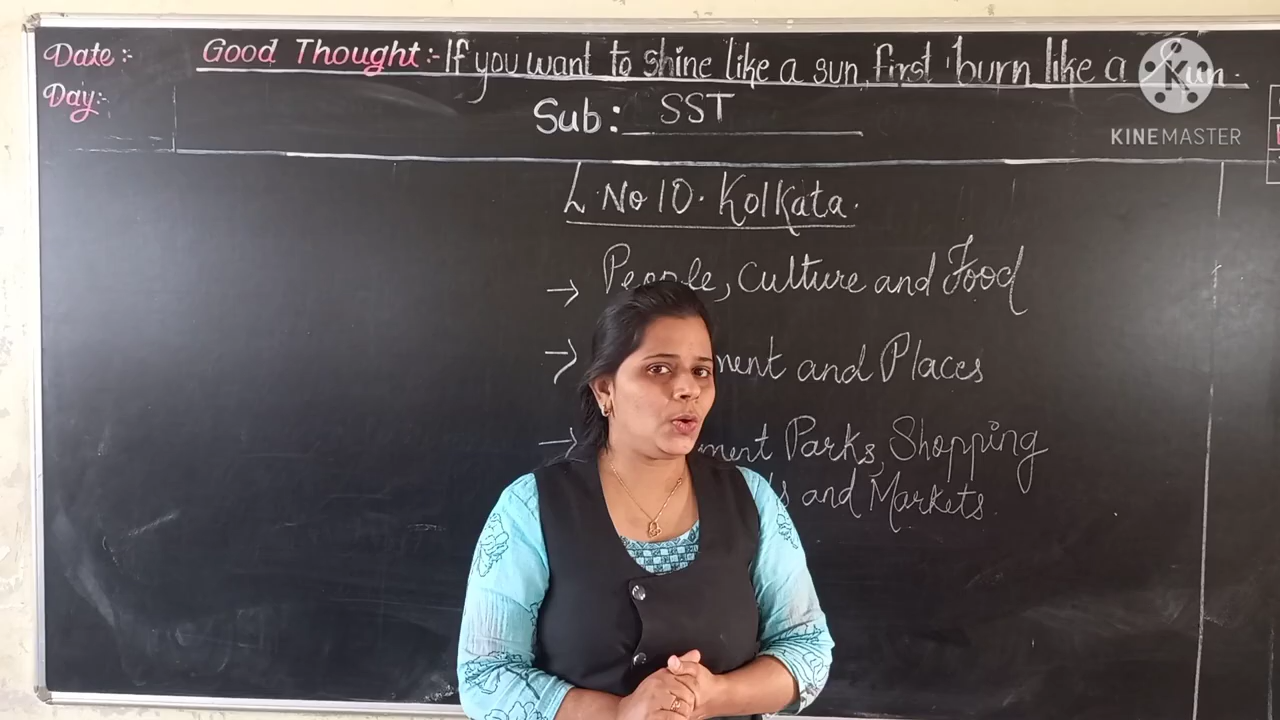 Date :-
Good Thought :- If you want to shine like a sun first burn like a sun.
Day :-
Sub : SST
KINEMASTER
L. No 10. Kolkata.
→ People, Culture and Food
→ and Places
→ Parks, Shopping
and Markets.